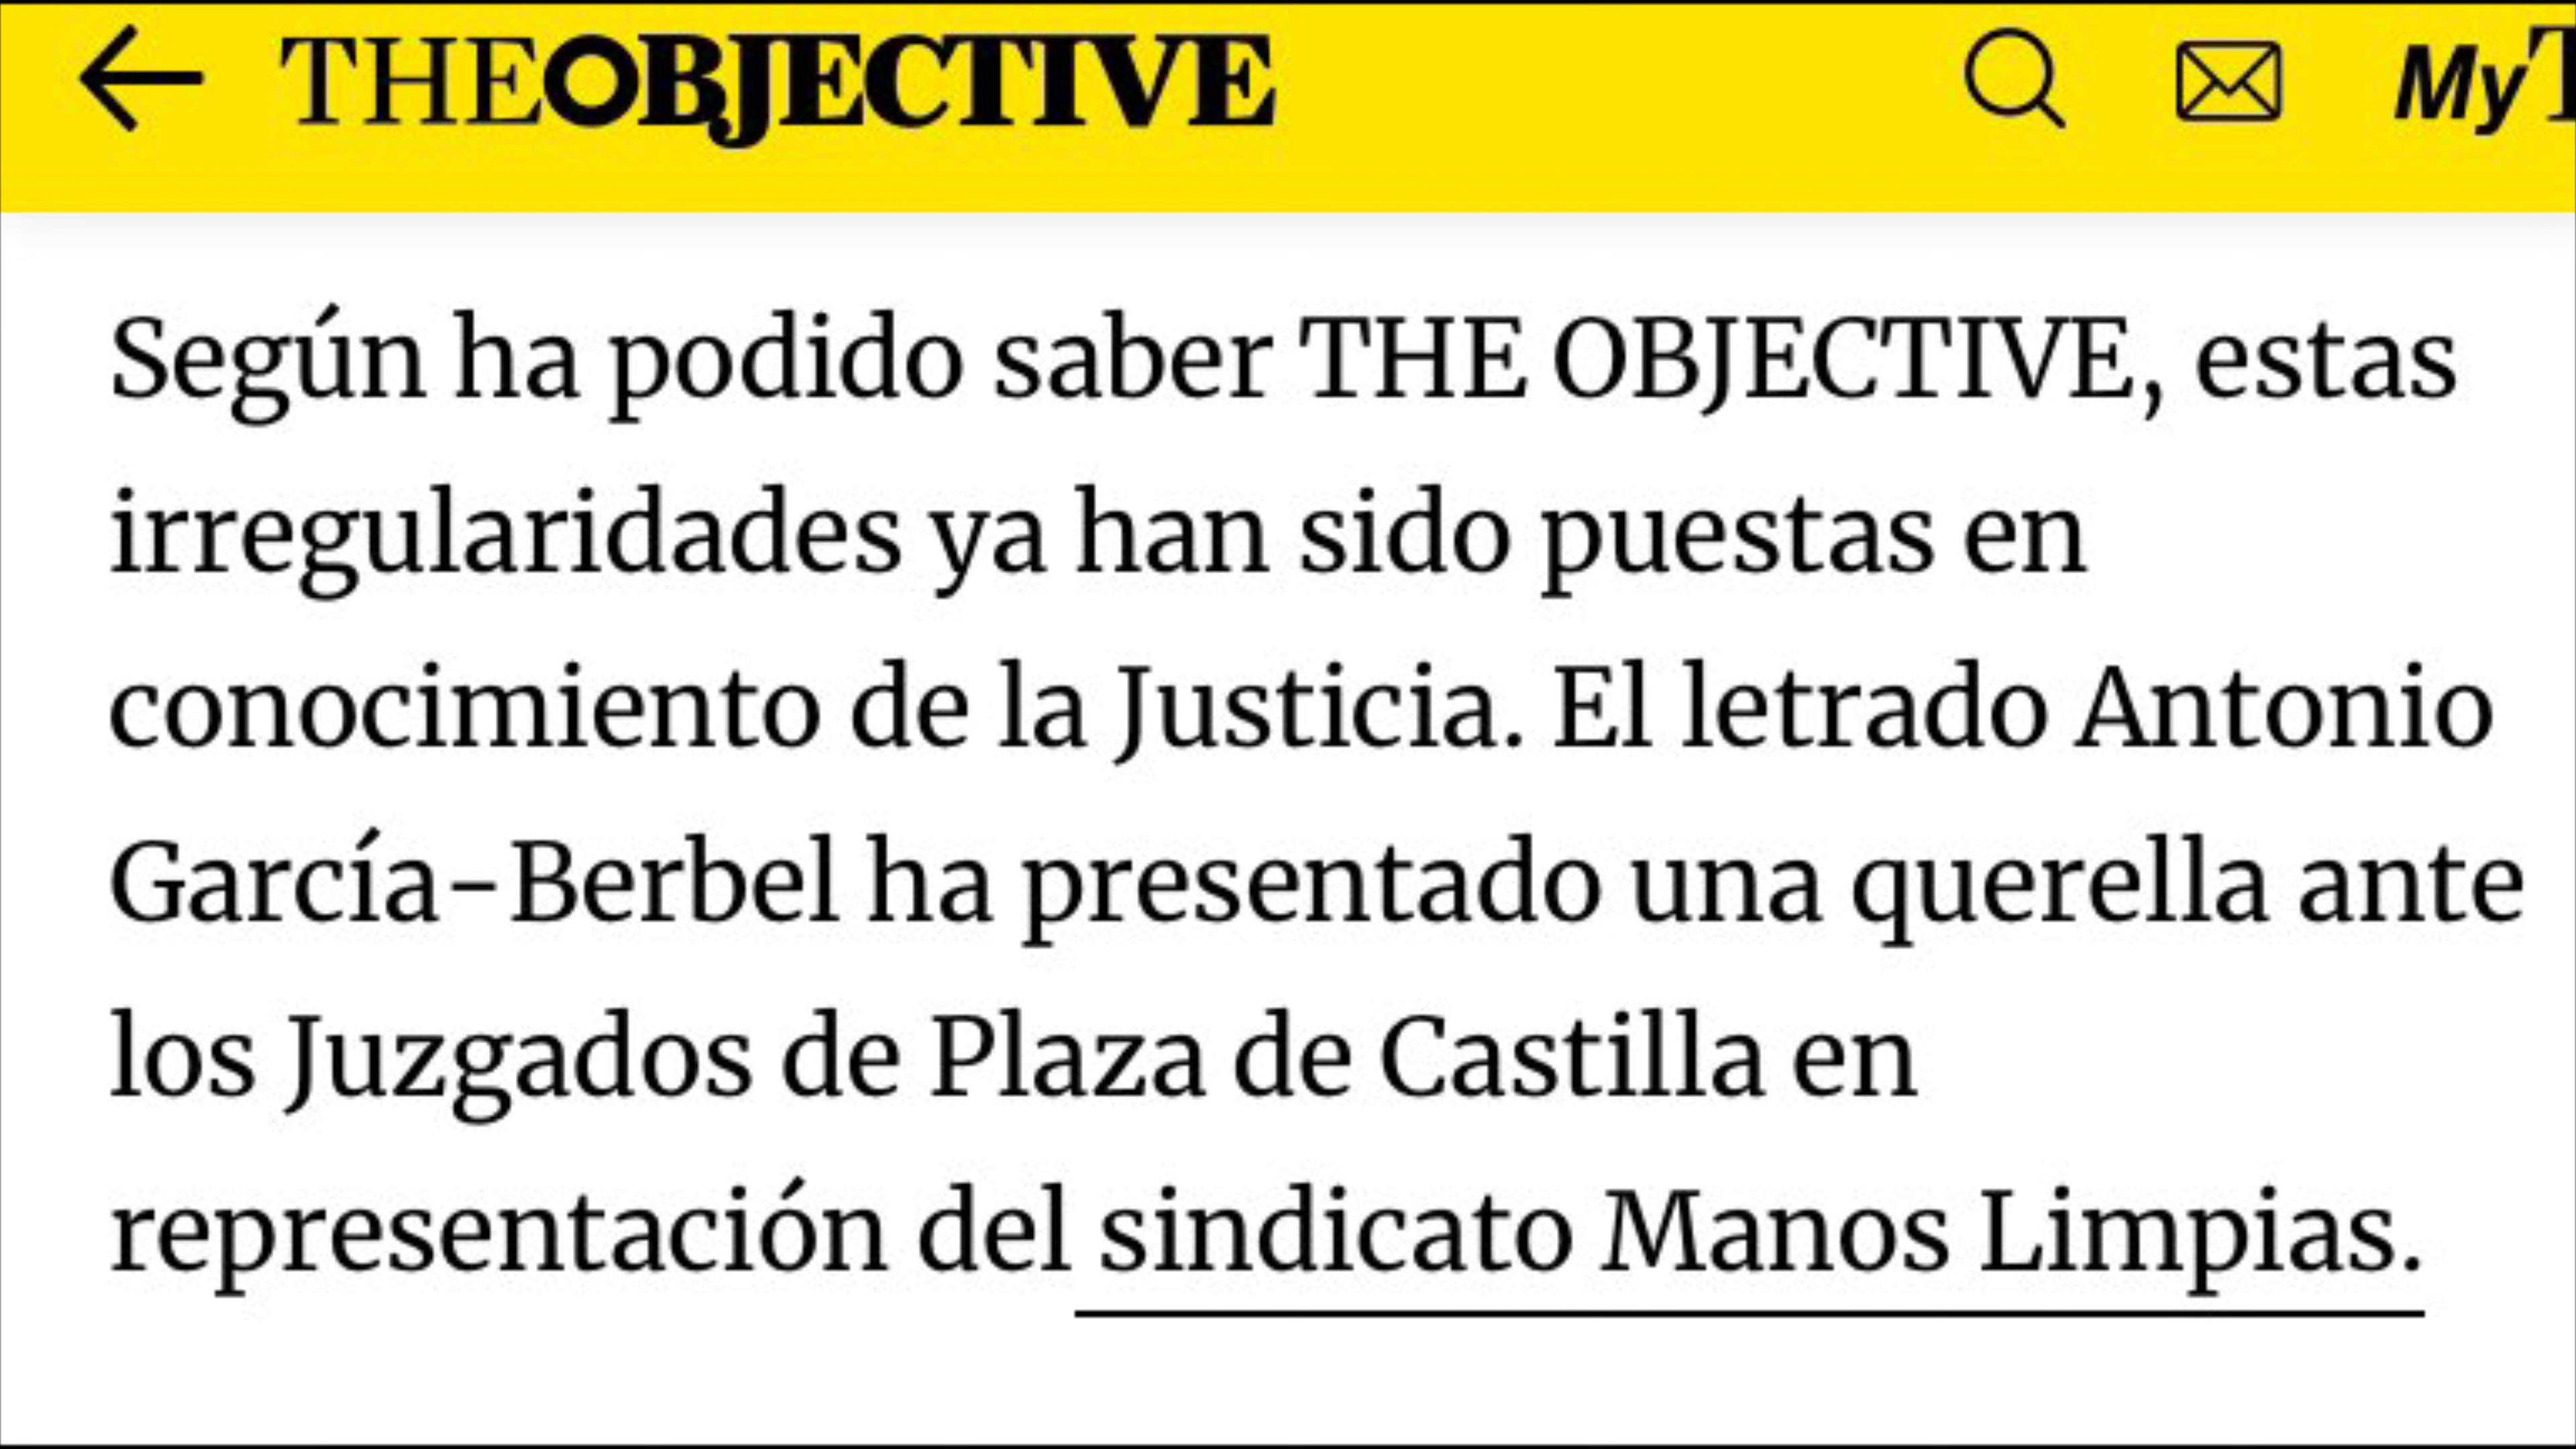 THEOBJECTIVE
MyT
Según ha podido saber THE OBJECTIVE, estas
irregularidades ya han sido puestas en
conocimiento de la Justicia. El letrado Antonio
García-Berbel ha presentado una querella ante
los Juzgados de Plaza de Castilla en
representación del sindicato Manos Limpias.